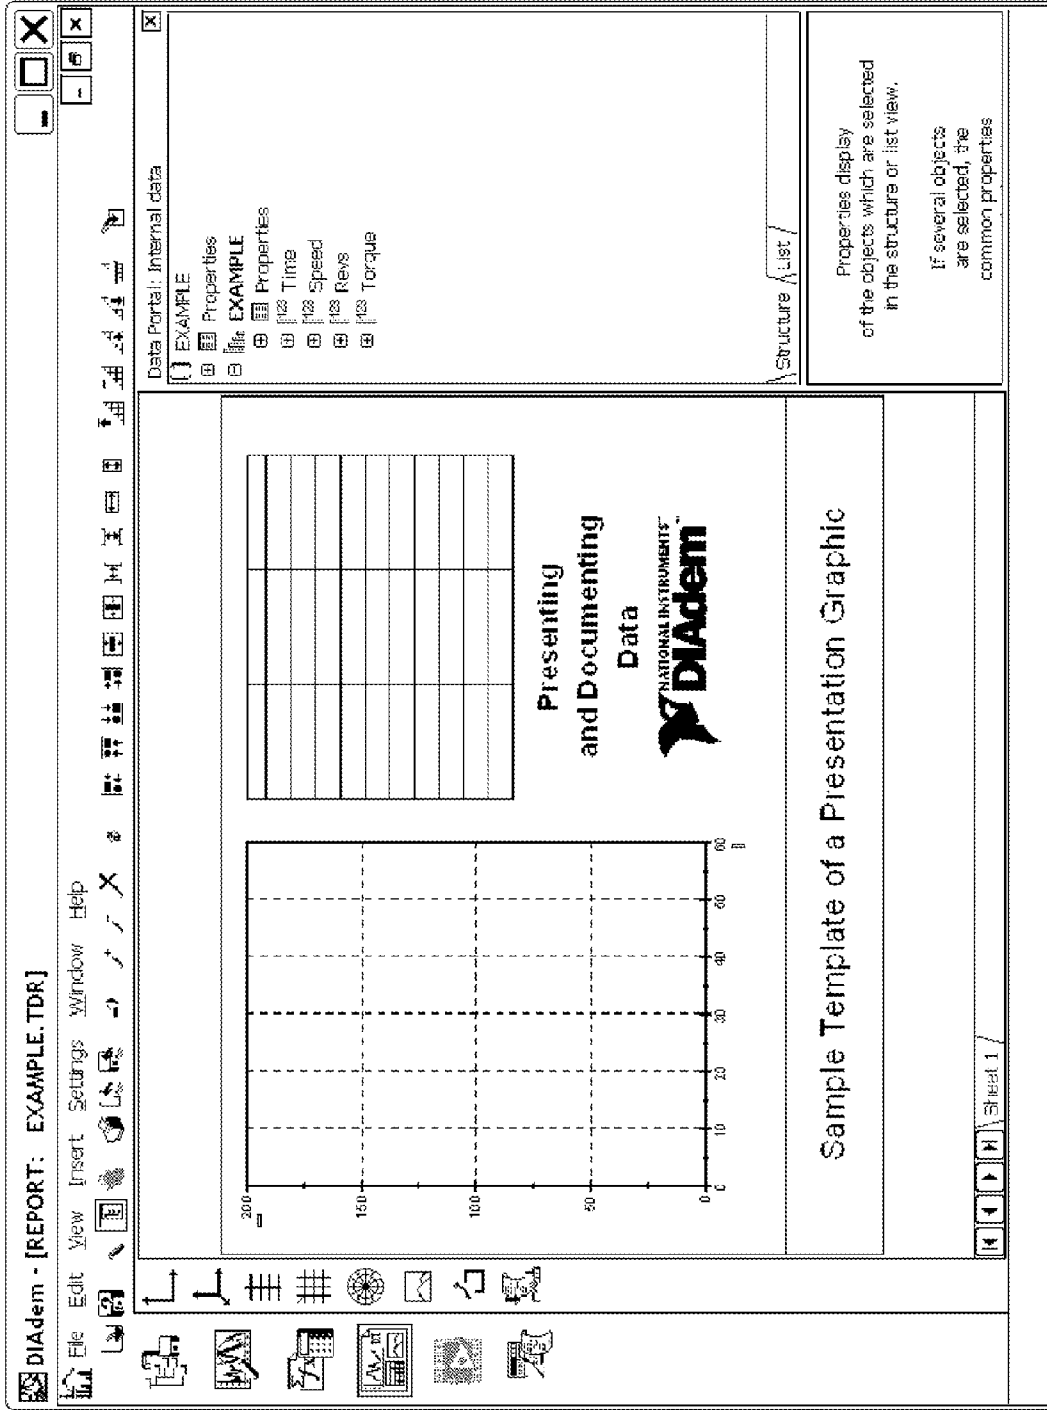 DIAdem - [REPORT: EXAMPLE.TDR]
File Edit View Insert Settings Window Help
Data Portal: Internal data
EXAMPLE
Properties
EXAMPLE
Properties
Time
Speed
Revs
Torque
Structure List
Properties display
of the objects which are selected
in the structure or list view.
If several objects
are selected, the
common properties
200
150
100
50
0
0 10 20 30 40 50 60
Presenting
and Documenting
Data
NATIONAL INSTRUMENTS™
DIAdem™
Sample Template of a Presentation Graphic
Sheet 1